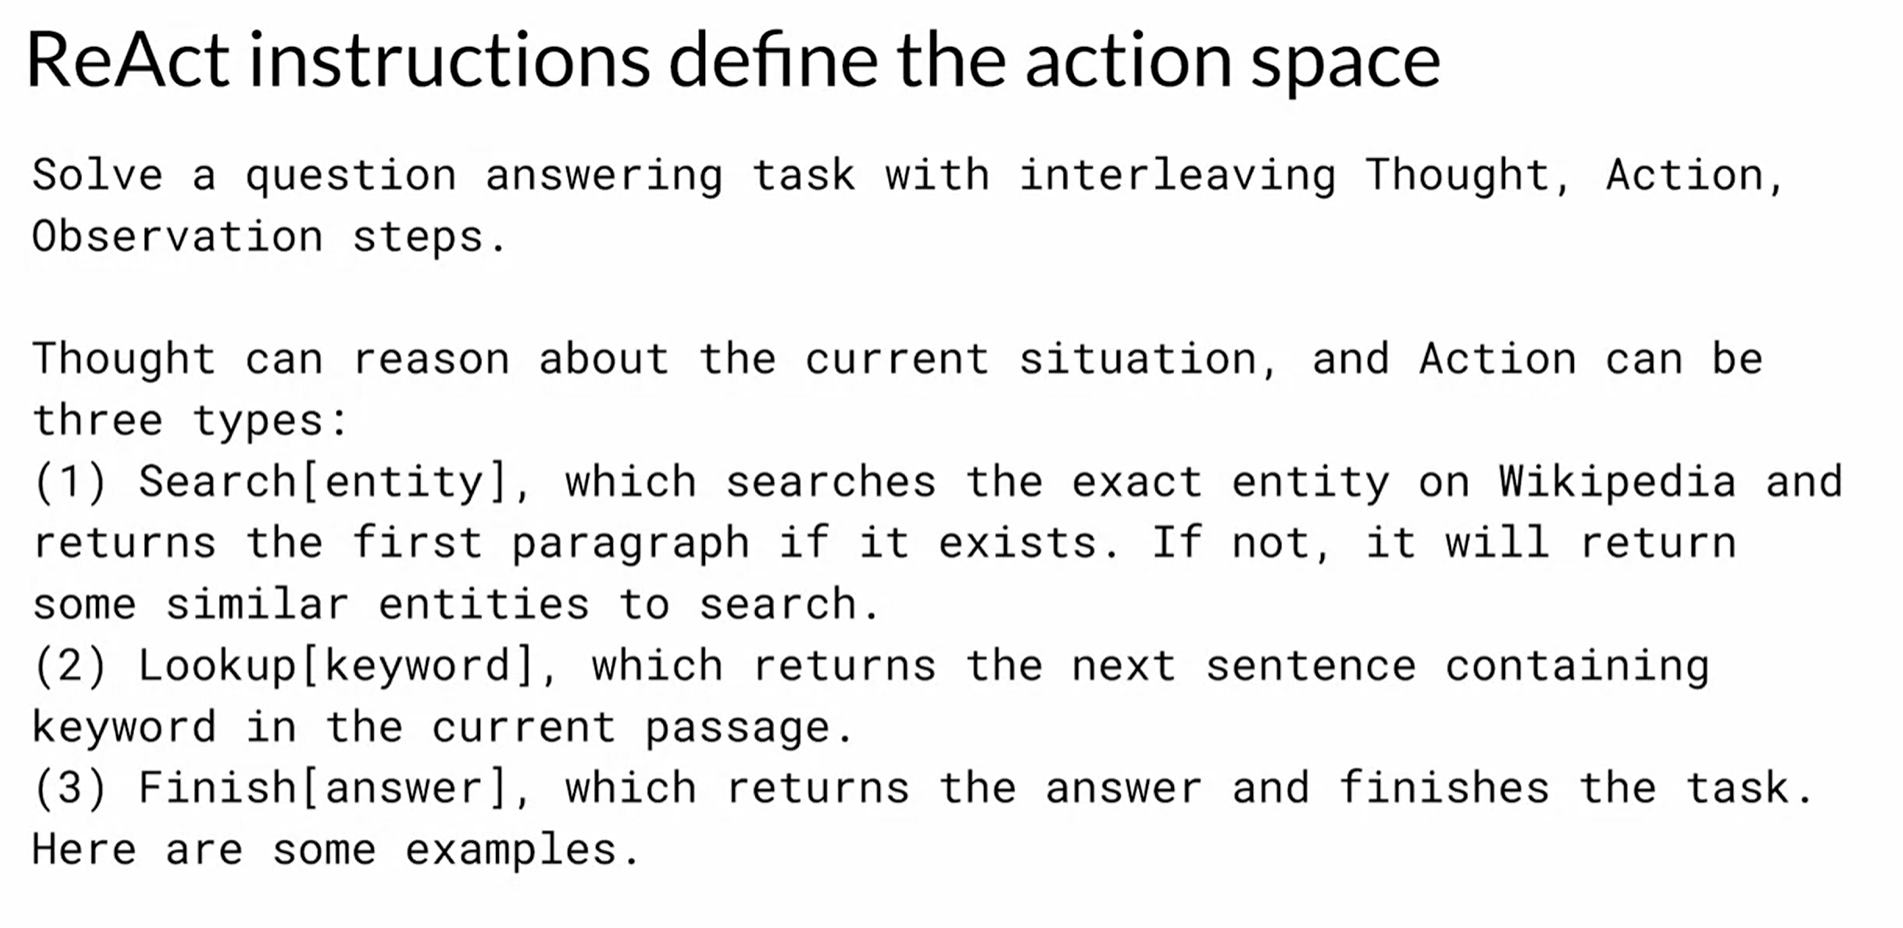 ReAct instructions define the action space
Solve a question answering task with interleaving Thought, Action,
Observation steps.
Thought can reason about the current situation, and Action can be
three types:
(1) Search[entity], which searches the exact entity on Wikipedia and
returns the first paragraph if it exists. If not, it will return
some similar entities to search.
(2) Lookup[keyword], which returns the next sentence containing
keyword in the current passage.
(3) Finish[answer], which returns the answer and finishes the task.
Here are some examples.